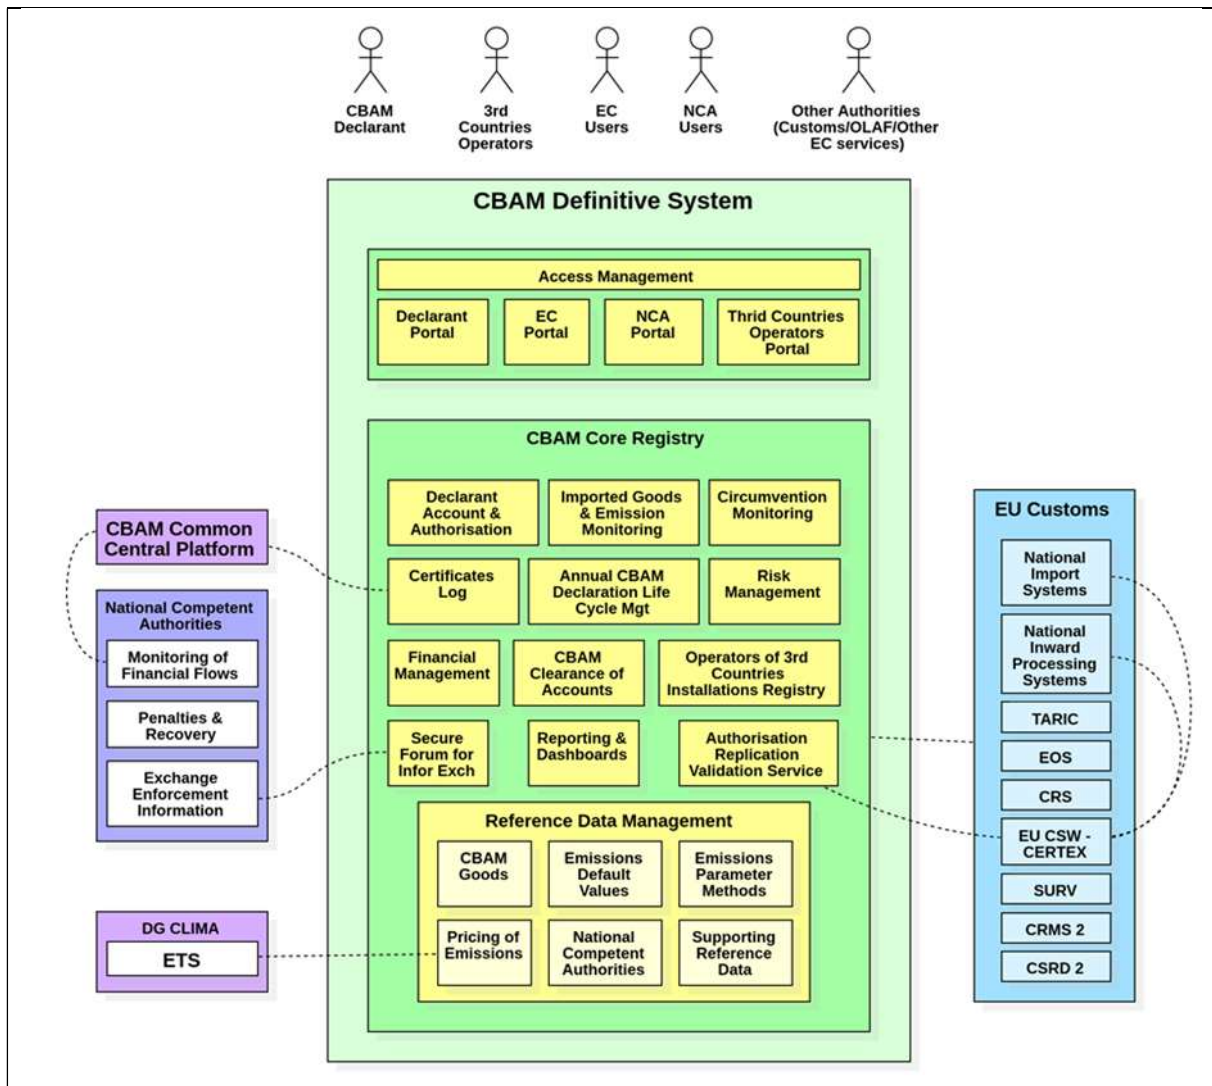 CBAM
Declarant
3rd
Countries
Operators
EC
Users
NCA
Users
Other Authorities
(Customs/OLAF/Other
EC services)
CBAM Definitive System
Access Management
Declarant
Portal
EC
Portal
NCA
Portal
Thrid Countries
Operators
Portal
CBAM Core Registry
Declarant
Account &
Authorisation
Imported Goods
& Emission
Monitoring
Circumvention
Monitoring
Certificates
Log
Annual CBAM
Declaration Life
Cycle Mgt
Risk
Management
Financial
Management
CBAM
Clearance of
Accounts
Operators of 3rd
Countries
Installations Registry
Secure
Forum for
Infor Exch
Reporting &
Dashboards
Authorisation
Replication
Validation Service
Reference Data Management
CBAM
Goods
Emissions
Default
Values
Emissions
Parameter
Methods
Pricing of
Emissions
National
Competent
Authorities
Supporting
Reference
Data
CBAM Common
Central Platform
National Competent
Authorities
Monitoring of
Financial Flows
Penalties &
Recovery
Exchange
Enforcement
Information
DG CLIMA
ETS
EU Customs
National
Import
Systems
National
Inward
Processing
Systems
TARIC
EOS
CRS
EU CSW -
CERTEX
SURV
CRMS 2
CSRD 2